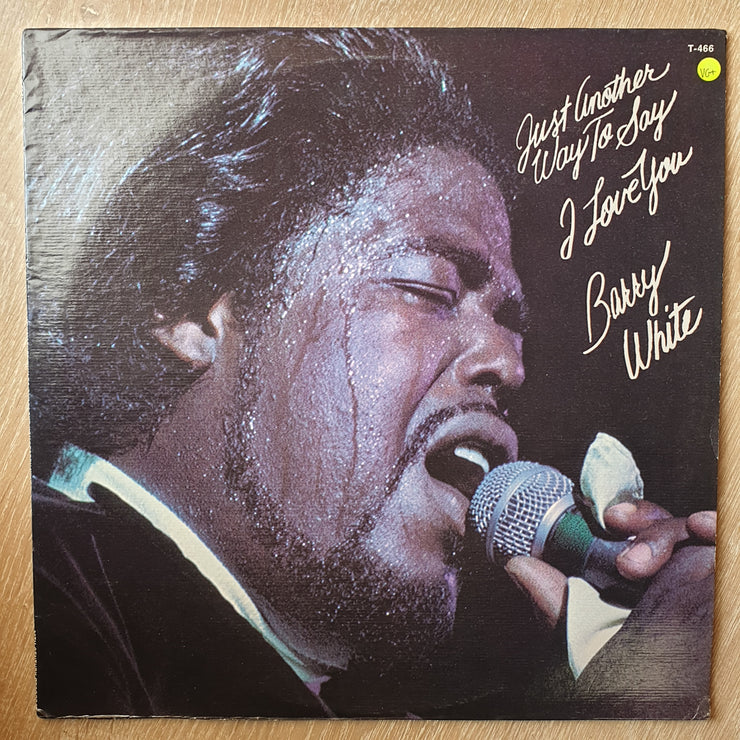 T-466
VG+
Just Another
Way To Say
I Love You
Barry
White